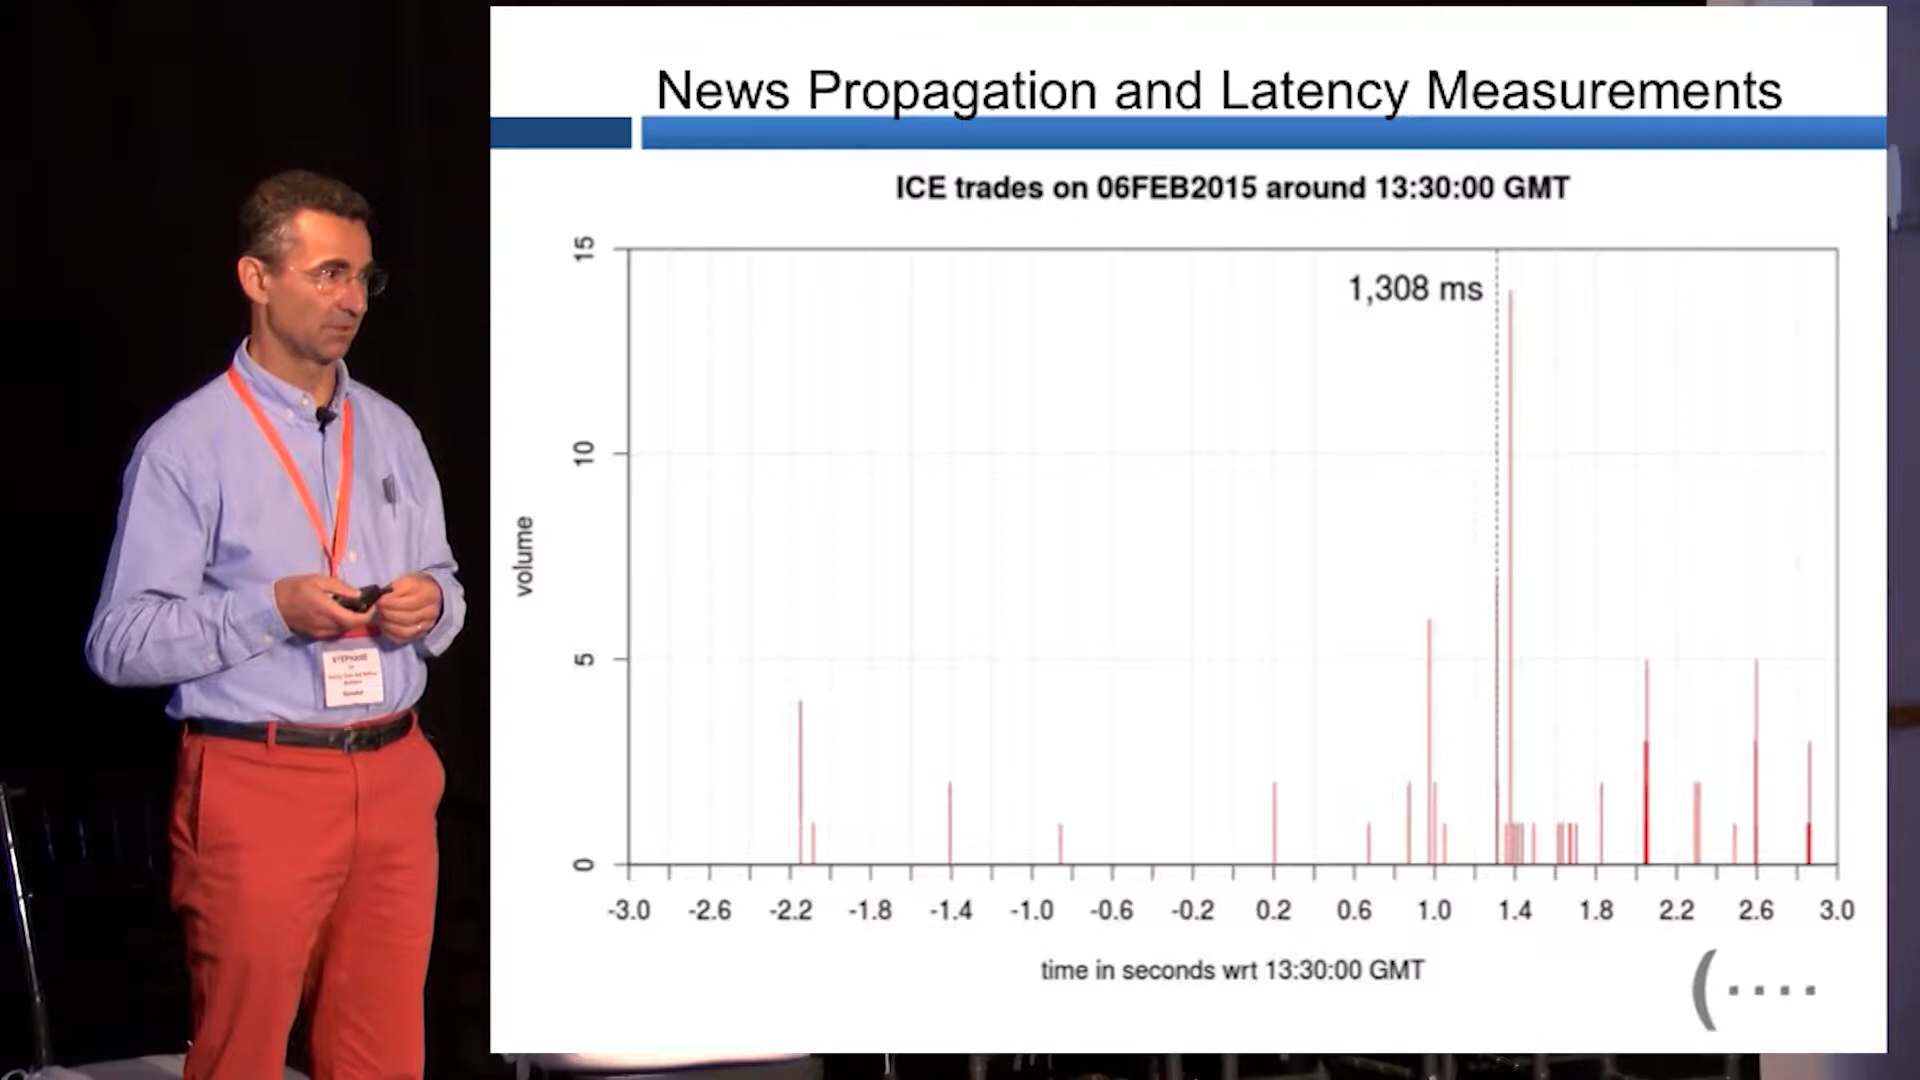 News Propagation and Latency Measurements
ICE trades on 06FEB2015 around 13:30:00 GMT
15
1,308 ms
10
volume
5
0
-3.0 -2.6 -2.2 -1.8 -1.4 -1.0 -0.6 -0.2 0.2 0.6 1.0 1.4 1.8 2.2 2.6 3.0
time in seconds wrt 13:30:00 GMT
(....
STEPHANE